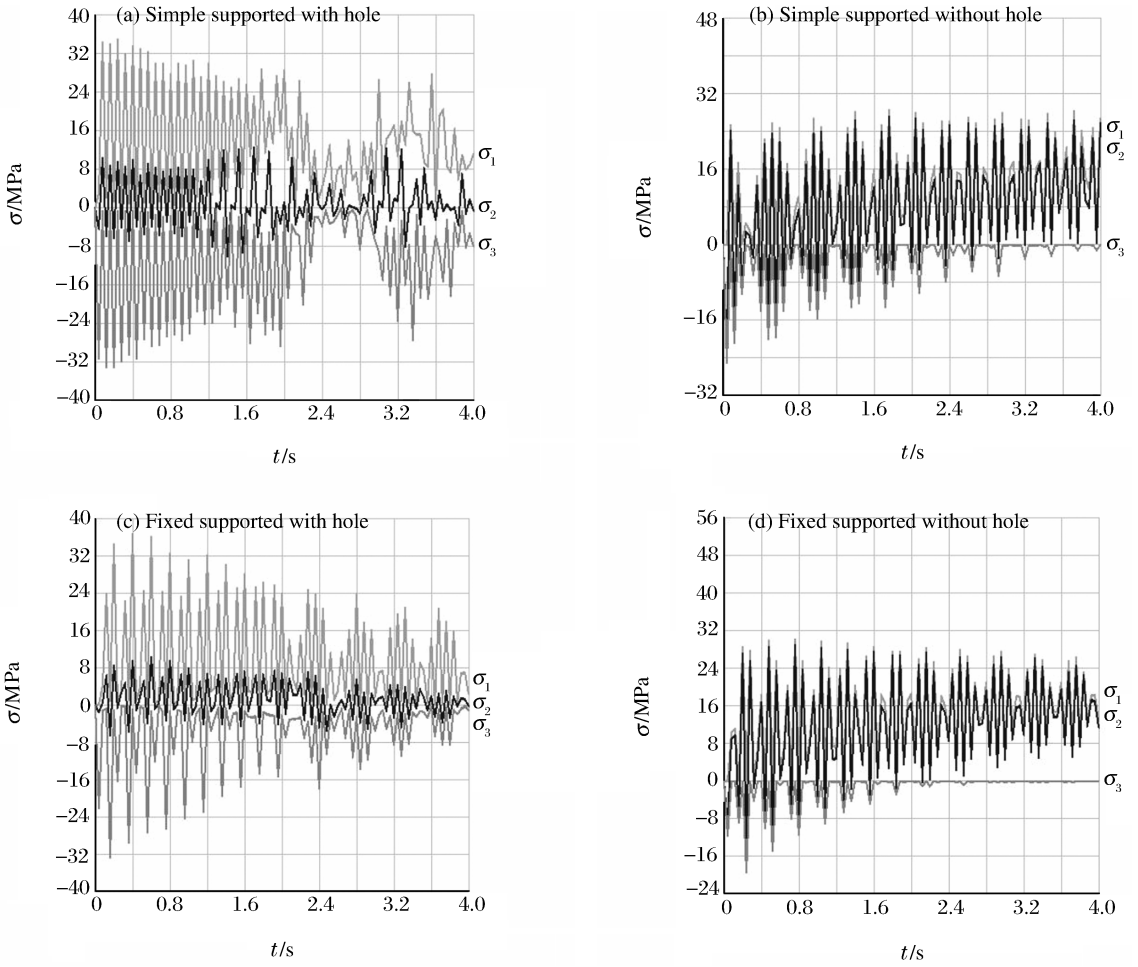 (a) Simple supported with hole
40
32
24
16
8
0
−8
−16
−24
−32
−40
σ/MPa
σ1
σ2
σ3
0 0.8 1.6 2.4 3.2 4.0
t/s
(b) Simple supported without hole
48
32
16
0
−16
−32
σ/MPa
σ1
σ2
σ3
0 0.8 1.6 2.4 3.2 4.0
t/s
(c) Fixed supported with hole
40
32
24
16
8
0
−8
−16
−24
−32
−40
σ/MPa
σ1
σ2
σ3
0 0.8 1.6 2.4 3.2 4.0
t/s
(d) Fixed supported without hole
56
48
40
32
24
16
8
0
−8
−16
−24
σ/MPa
σ1
σ2
σ3
0 0.8 1.6 2.4 3.2 4.0
t/s